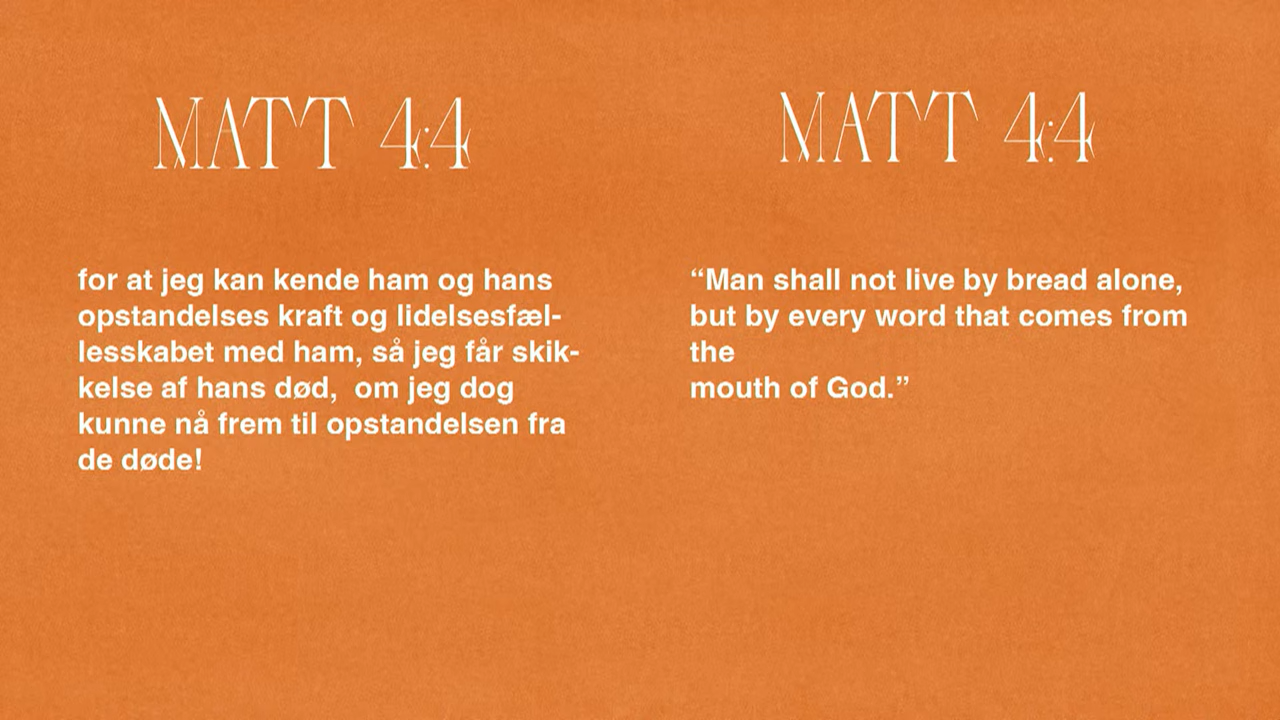 MATT 4:4
for at jeg kan kende ham og hans
opstandelses kraft og lidelsesfæl-
lesskabet med ham, så jeg får skik-
kelse af hans død,  om jeg dog
kunne nå frem til opstandelsen fra
de døde!
MATT 4:4
“Man shall not live by bread alone,
but by every word that comes from
the
mouth of God.”